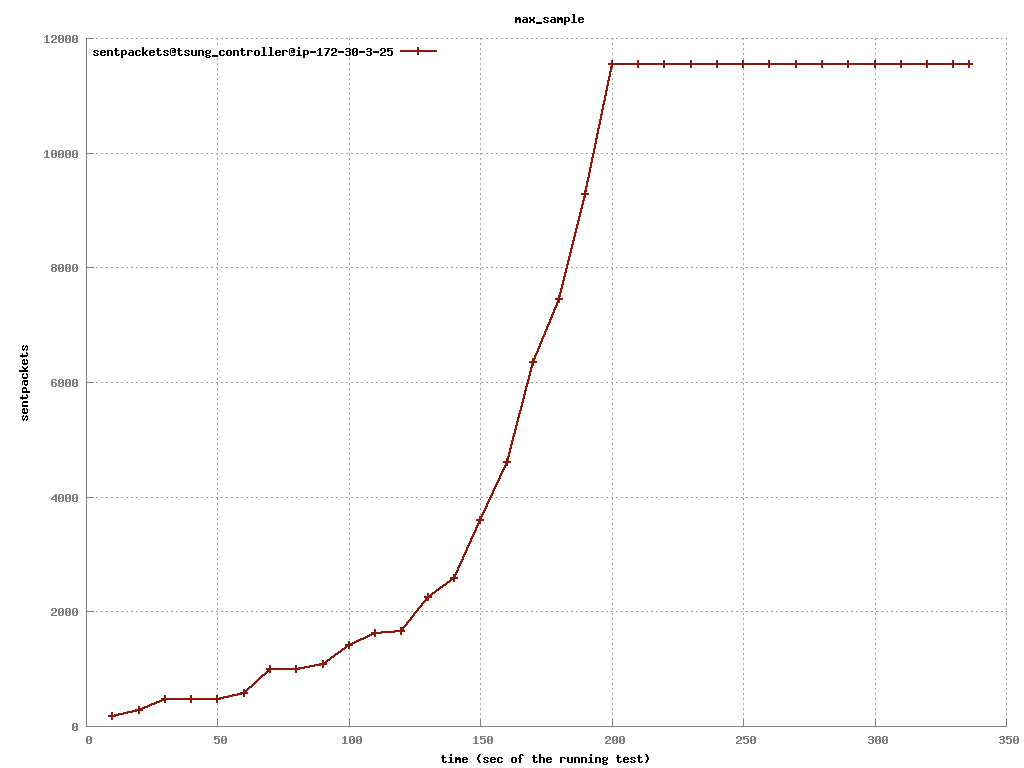 max_sample
sentpackets@tsung_controller@ip-172-30-3-25
12000
10000
8000
6000
4000
2000
0
sentpackets
0 50 100 150 200 250 300 350
time (sec of the running test)